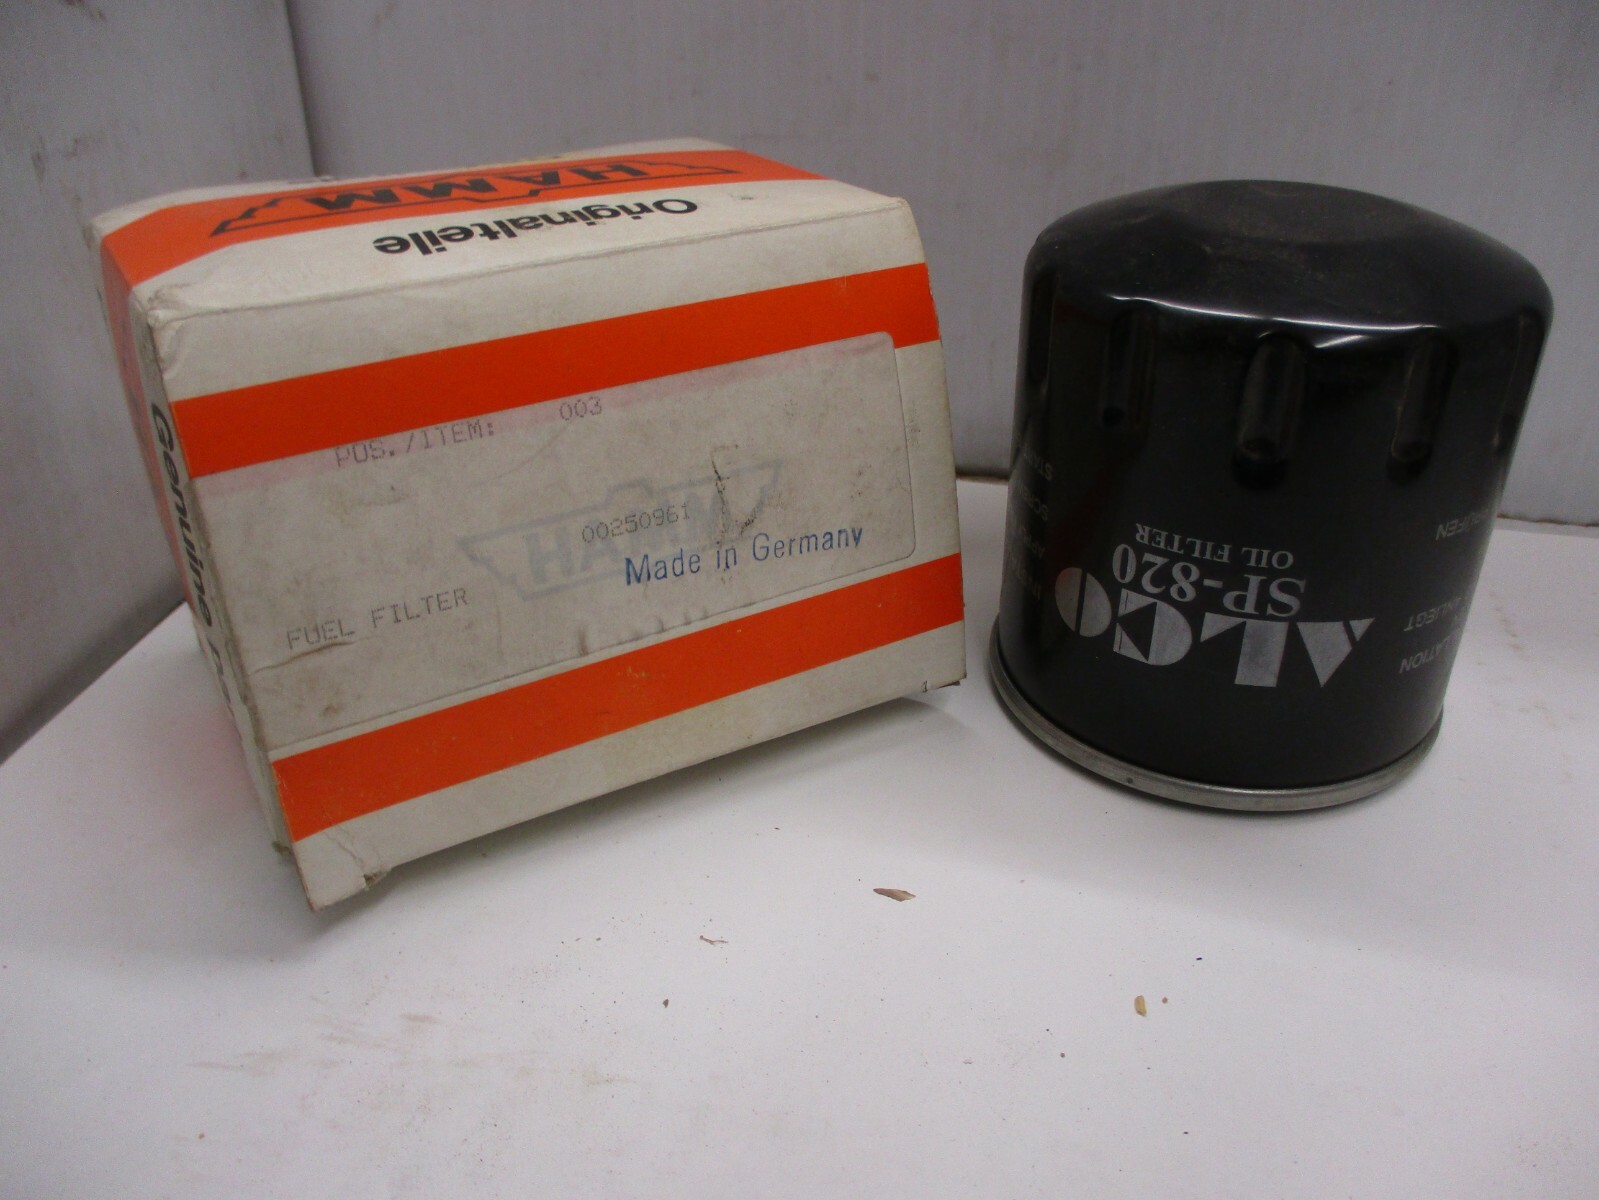 HAMM
Originalteile
Genuine
POS./ITEM: 003
HAMM
00250961
Made in Germany
FUEL FILTER
ALCO
SP-820
OIL FILTER